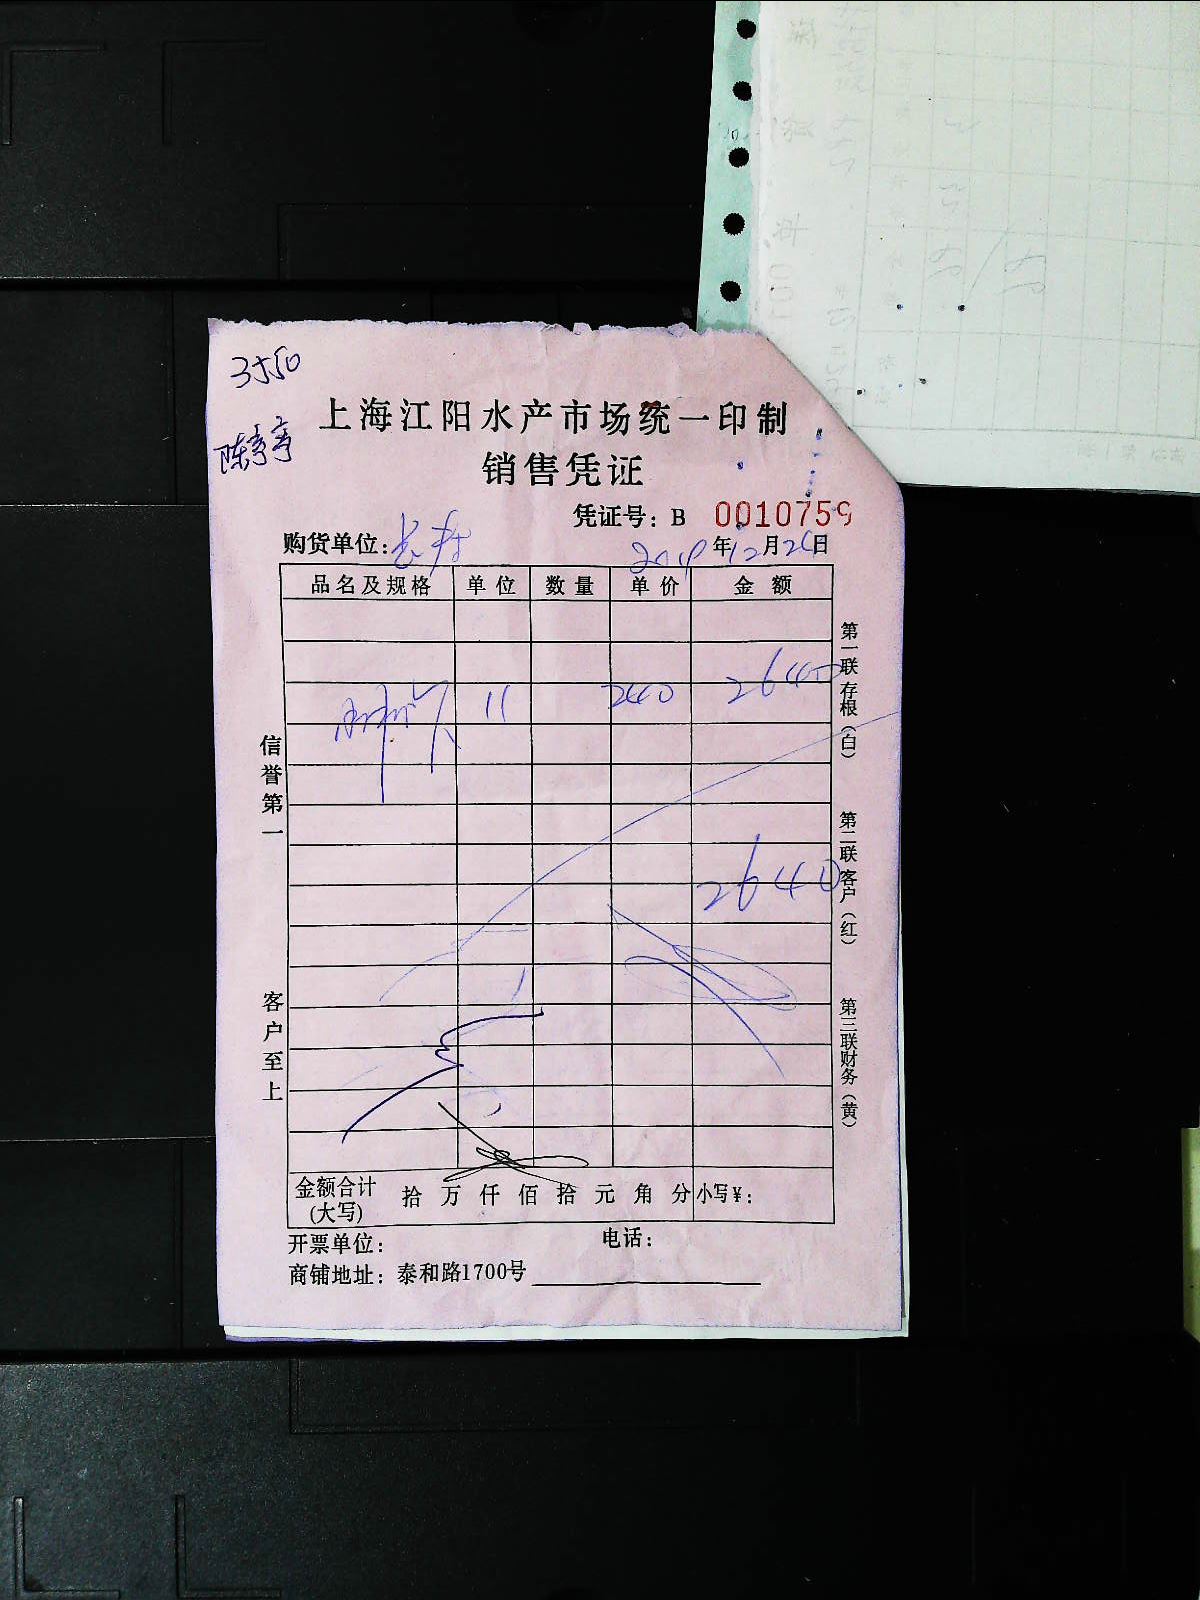 3550
陈亭亭
上海江阳水产市场统一印制
销售凭证
凭证号：B 0010759
购货单位：
年12月24日
品名及规格 单位 数量 单价 金额
11 240 2640
2640
信誉第一
客户至上
第一联存根（白）
第二联客户（红）
第三联财务（黄）
金额合计（大写） 拾 万 仟 佰 拾 元 角 分 小写￥：
开票单位： 电话：
商铺地址：泰和路1700号